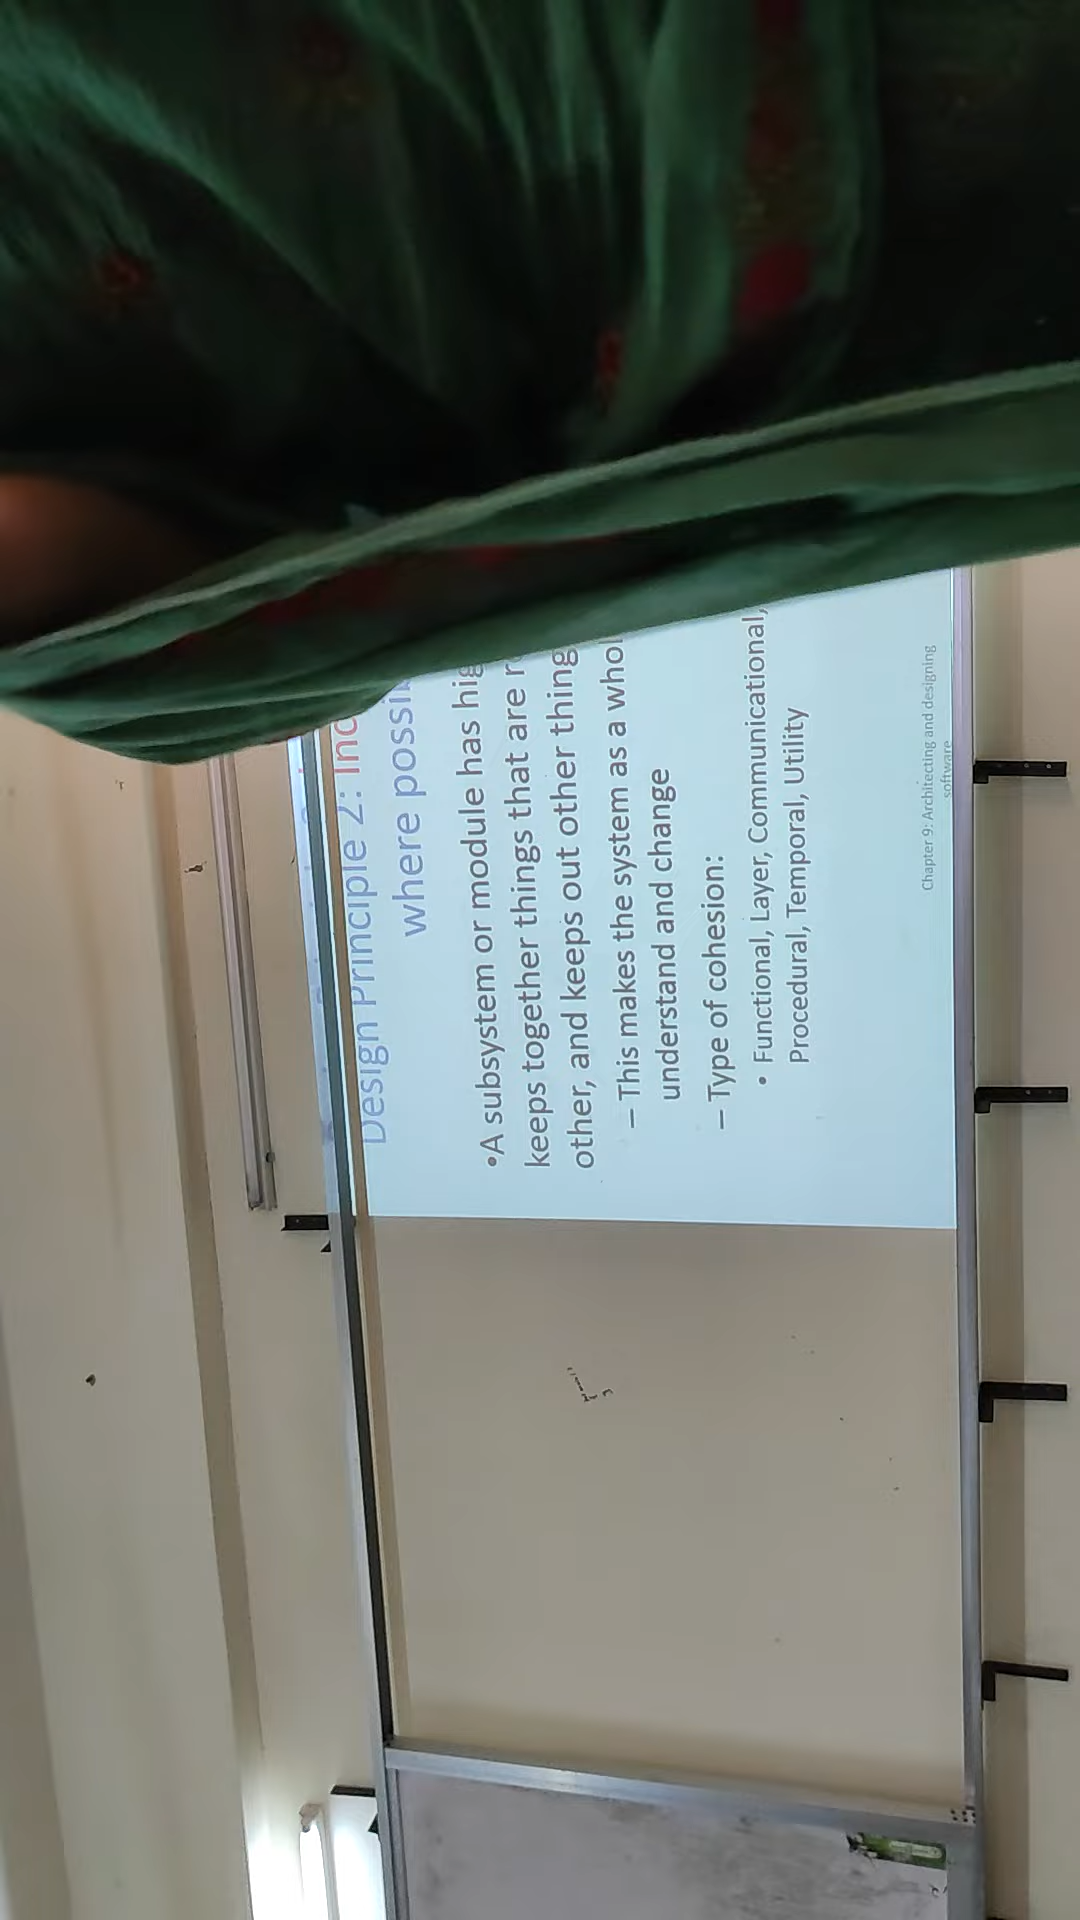 Design Principle 2: Inc
where possi
•A subsystem or module has hig
keeps together things that are r
other, and keeps out other thing
– This makes the system as a whol
understand and change
– Type of cohesion:
• Functional, Layer, Communicational,
Procedural, Temporal, Utility
Chapter 9: Architecting and designing
software